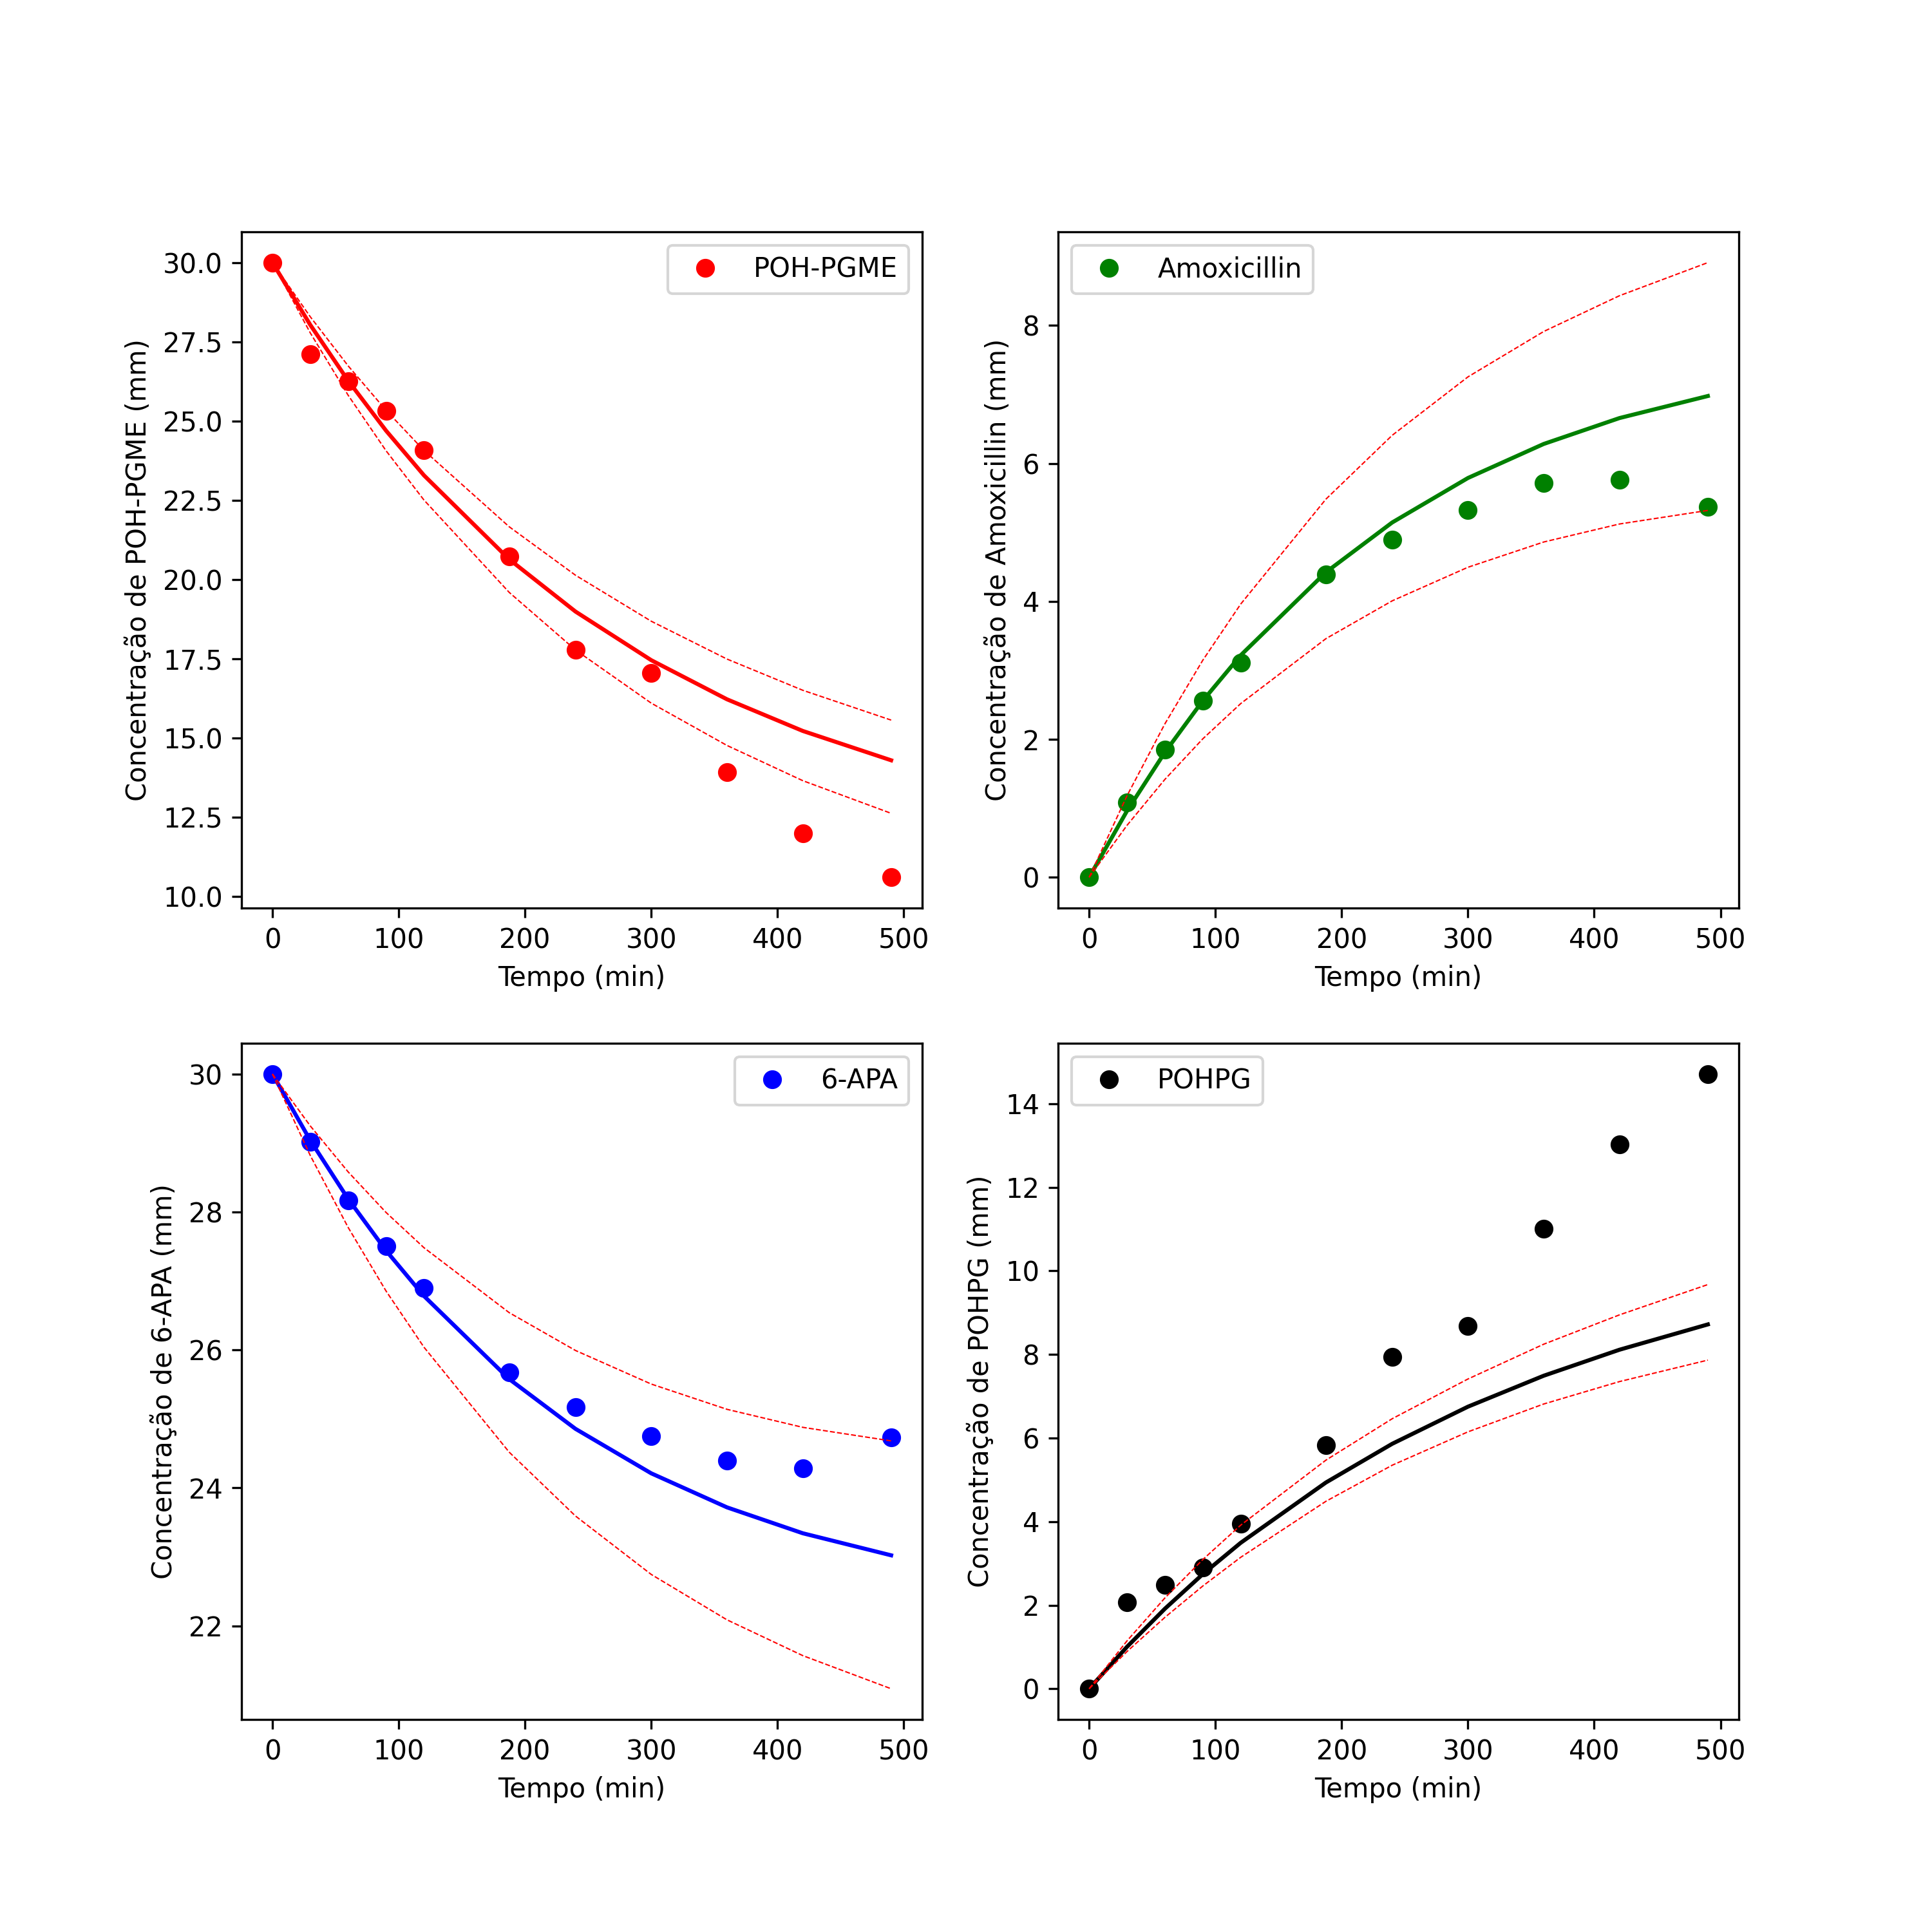 POH-PGME
Concentração de POH-PGME (mm)
30.0
27.5
25.0
22.5
20.0
17.5
15.0
12.5
10.0
0 100 200 300 400 500
Tempo (min)
Amoxicillin
Concentração de Amoxicillin (mm)
8
6
4
2
0
0 100 200 300 400 500
Tempo (min)
6-APA
Concentração de 6-APA (mm)
30
28
26
24
22
0 100 200 300 400 500
Tempo (min)
POHPG
Concentração de POHPG (mm)
14
12
10
8
6
4
2
0
0 100 200 300 400 500
Tempo (min)